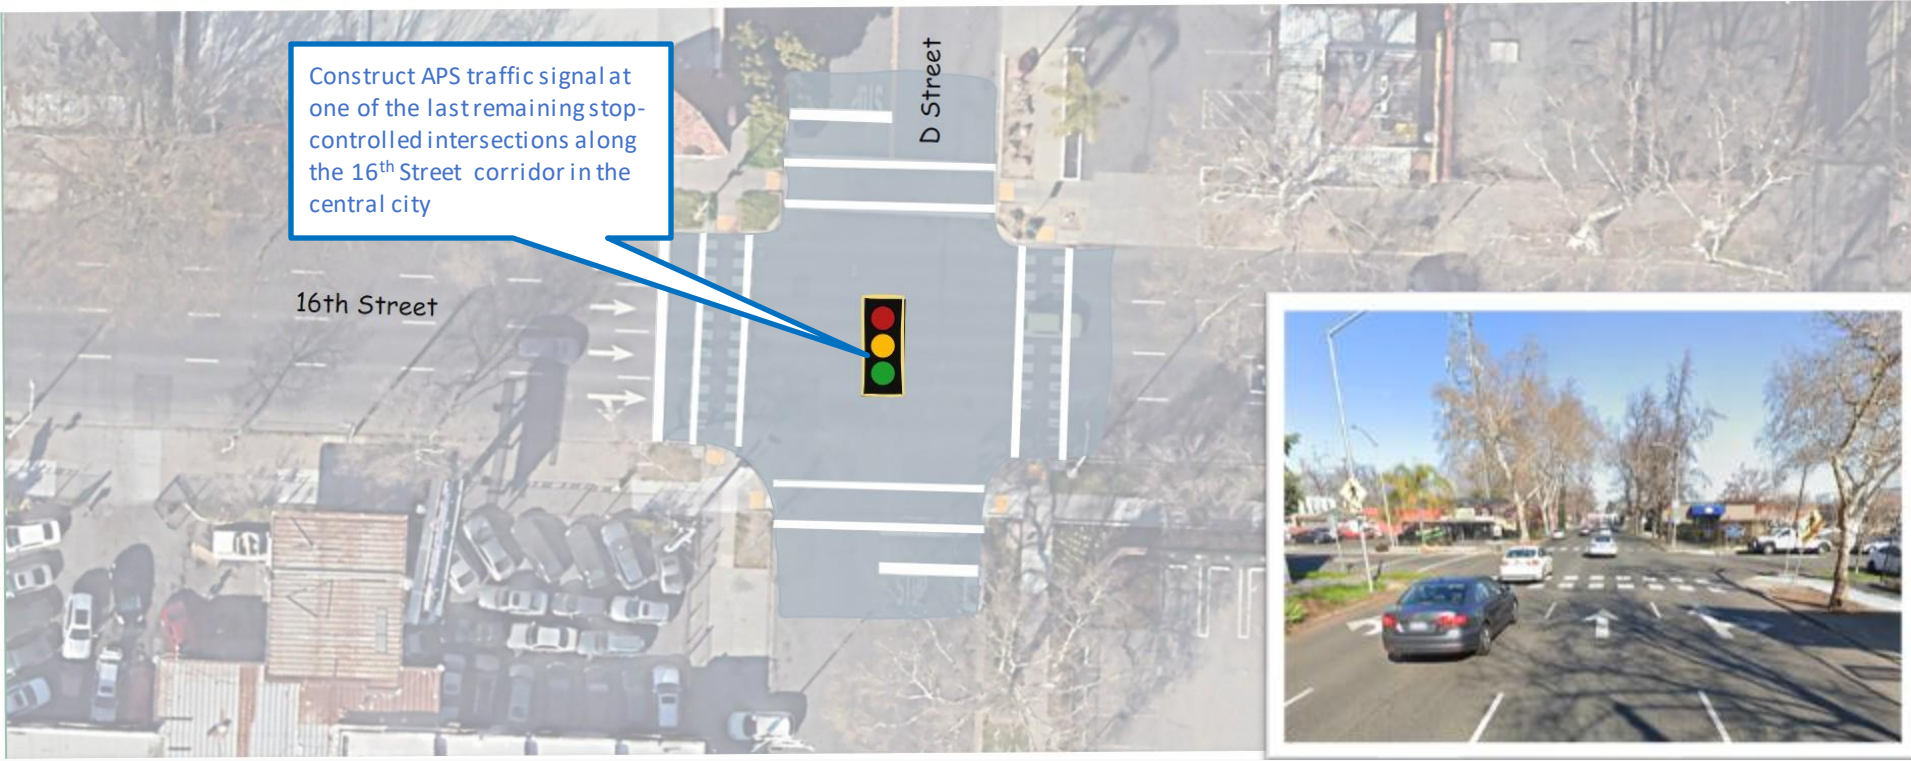 Construct APS traffic signal at
one of the last remaining stop-
controlled intersections along
the 16th Street corridor in the
central city
D Street
16th Street